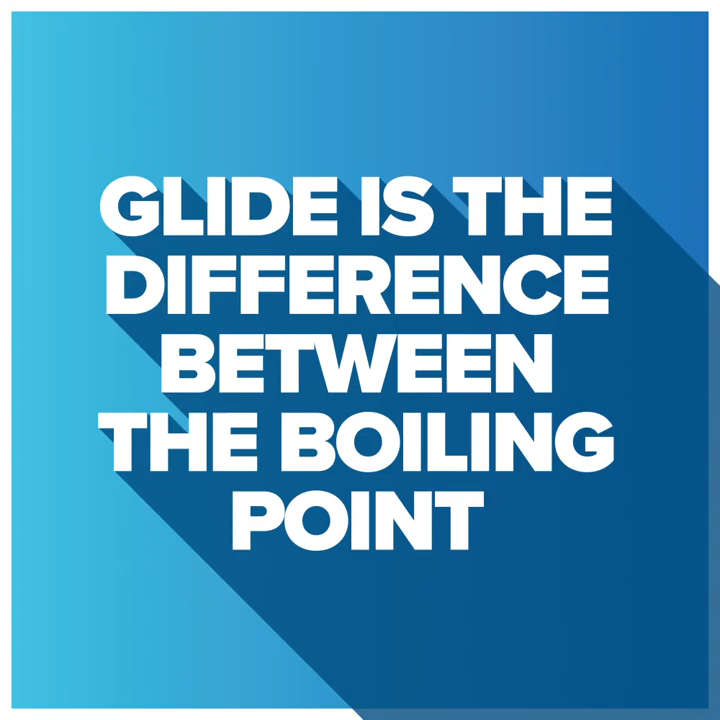 GLIDE IS THE
DIFFERENCE
BETWEEN
THE BOILING
POINT